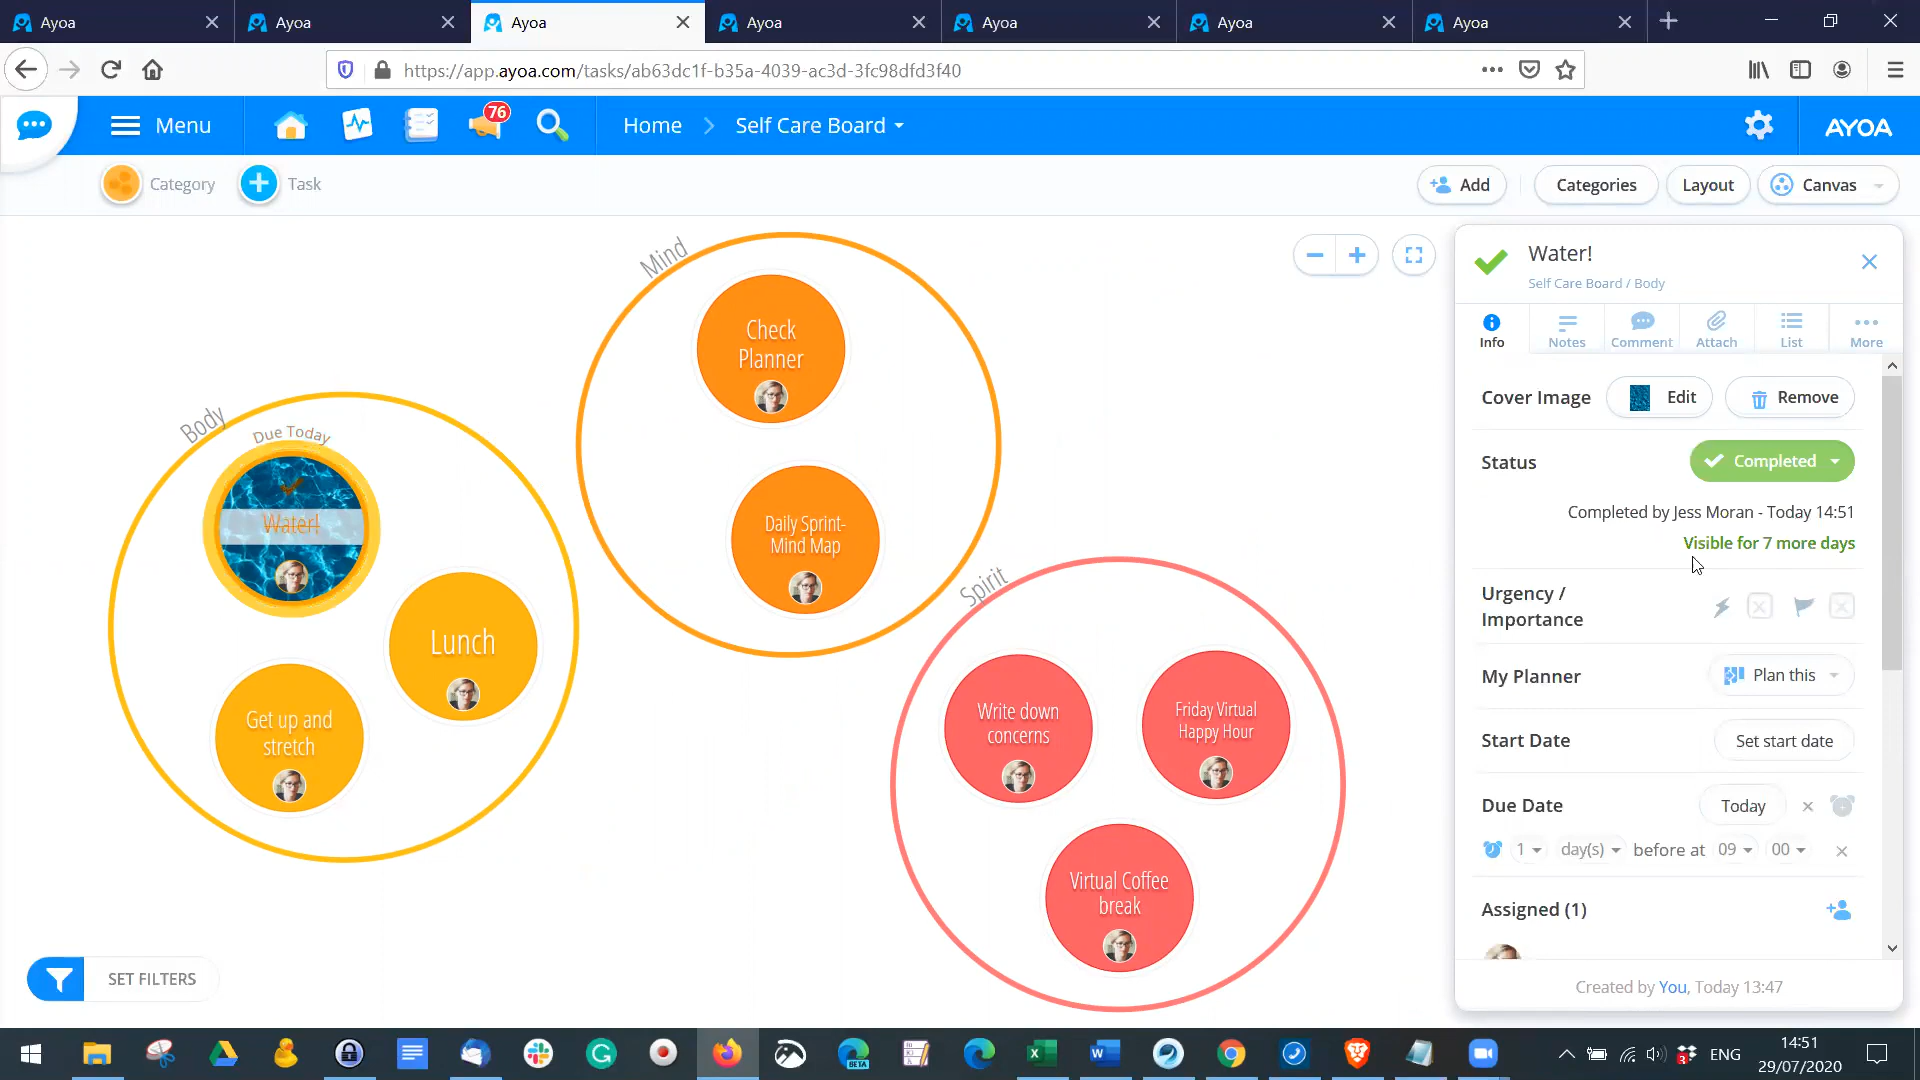 Ayoa
Ayoa
Ayoa
Ayoa
Ayoa
Ayoa
Ayoa
https://app.ayoa.com/tasks/ab63dc1f-b35a-4039-ac3d-3fc98dfd3f40
Menu
76
Home
Self Care Board
AYOA
Category
Task
Add
Categories
Layout
Canvas
Mind
Check
Planner
Daily Sprint-
Mind Map
Body
Due Today
Water!
Lunch
Get up and
stretch
Spirit
Write down
concerns
Friday Virtual
Happy Hour
Virtual Coffee
break
SET FILTERS
Water!
Self Care Board / Body
Info
Notes
Comment
Attach
List
More
Cover Image
Edit
Remove
Status
Completed
Completed by Jess Moran - Today 14:51
Visible for 7 more days
Urgency /
Importance
My Planner
Plan this
Start Date
Set start date
Due Date
Today
1 day(s) before at 09 00
Assigned (1)
Created by You, Today 13:47
BETA
ENG
14:51
29/07/2020